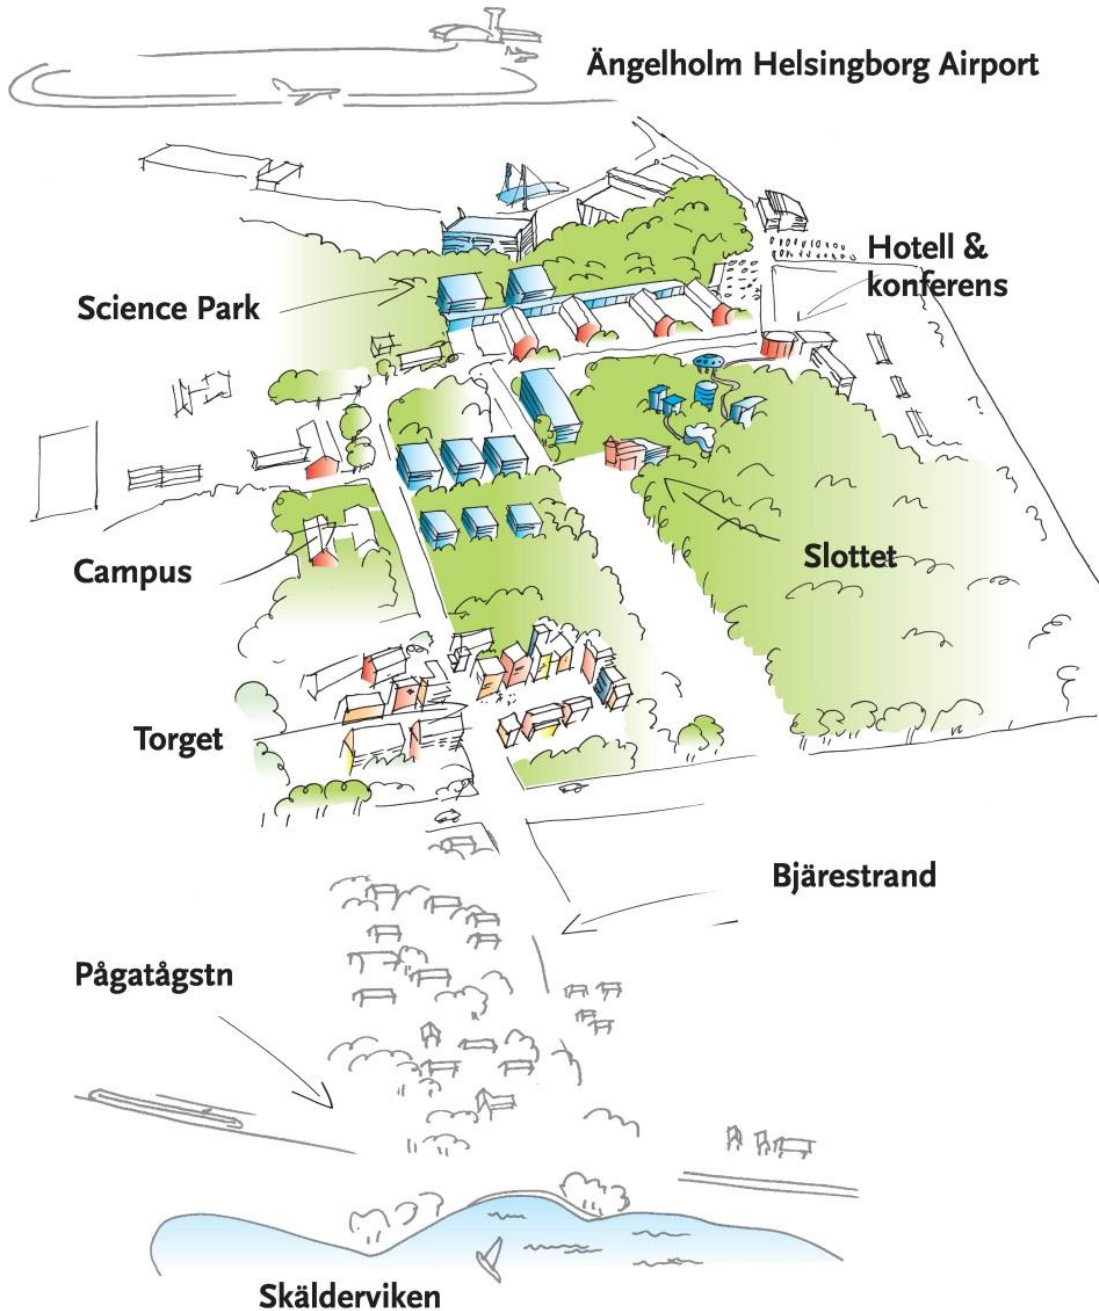 Ängelholm Helsingborg Airport
Hotell &
konferens
Science Park
Slottet
Campus
Torget
Bjärestrand
Pågatågstn
Skälderviken